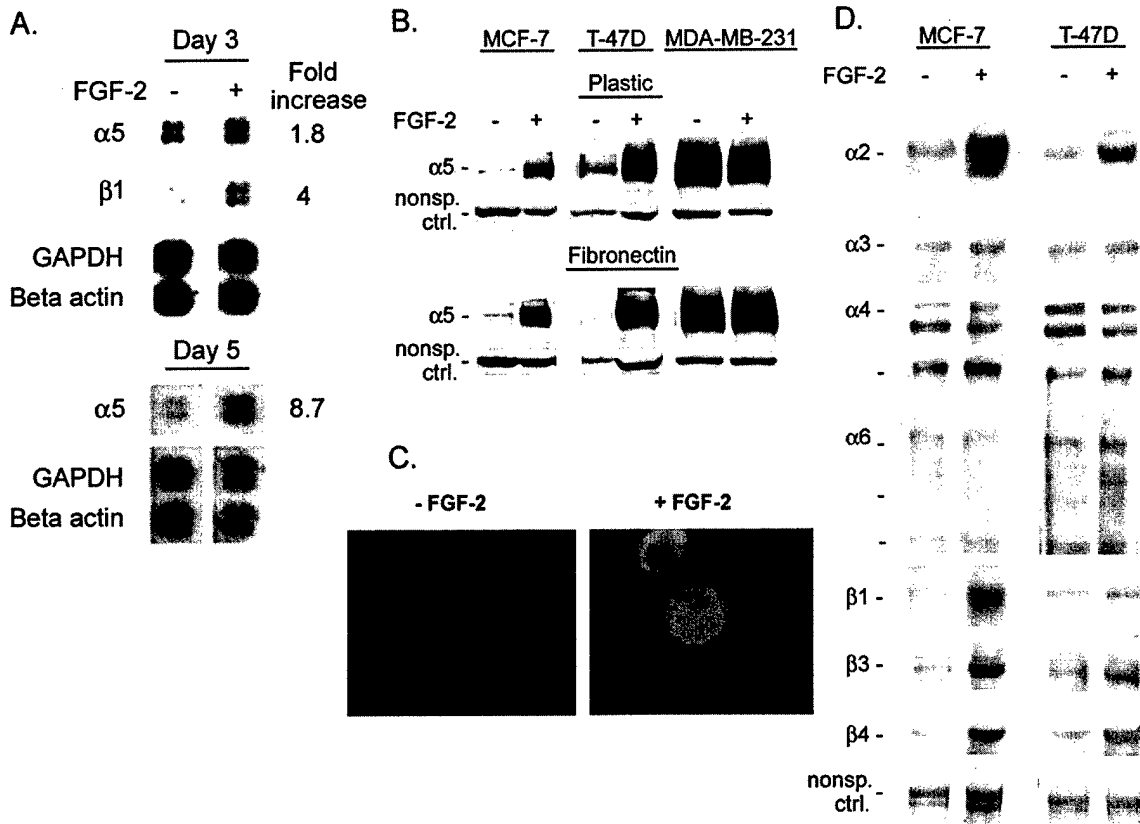 A.
Day 3
FGF-2 - + Fold increase
α5 1.8
β1 4
GAPDH
Beta actin
Day 5
α5 8.7
GAPDH
Beta actin
B.
MCF-7 T-47D MDA-MB-231
Plastic
FGF-2 - + - + - +
α5 -
nonsp. ctrl. -
Fibronectin
α5 -
nonsp. ctrl. -
C.
- FGF-2 + FGF-2
D.
MCF-7 T-47D
FGF-2 - + - +
α2 -
α3 -
α4 -
-
α6 -
-
-
β1 -
β3 -
β4 -
nonsp. ctrl. -